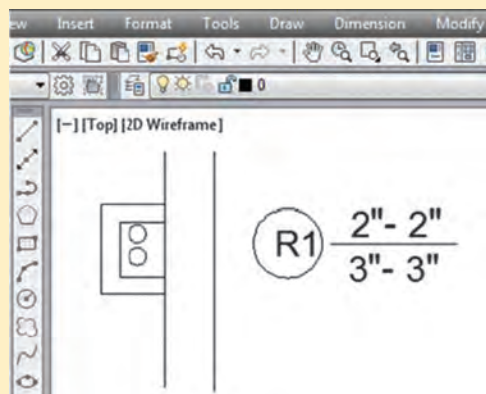 ew Insert Format Tools Draw Dimension Modify
0
[−] [Top] [2D Wireframe]
R1
2"- 2"
3"- 3"